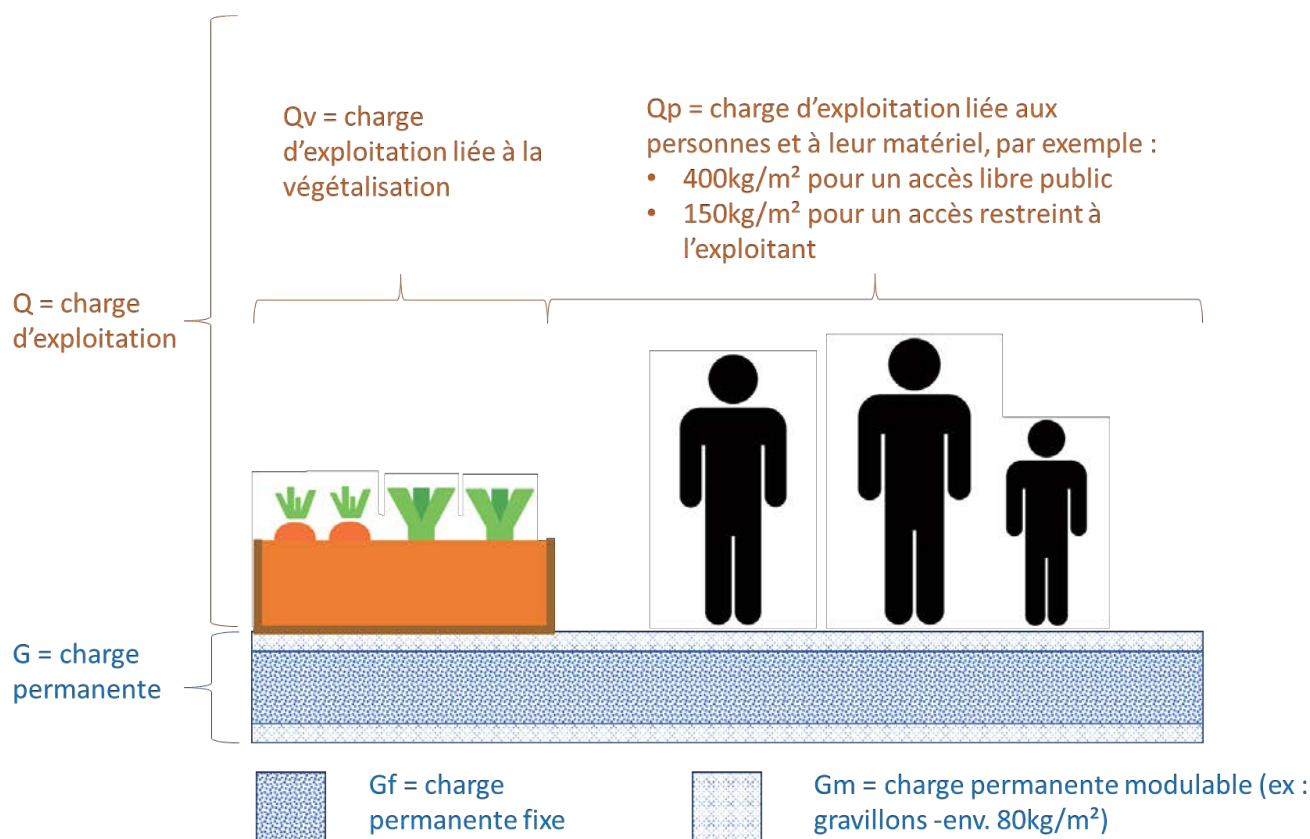 Qv = charge
d’exploitation liée à la
végétalisation
Qp = charge d’exploitation liée aux
personnes et à leur matériel, par exemple :
• 400kg/m² pour un accès libre public
• 150kg/m² pour un accès restreint à
l’exploitant
Q = charge
d’exploitation
G = charge
permanente
Gf = charge
permanente fixe
Gm = charge permanente modulable (ex :
gravillons -env. 80kg/m²)